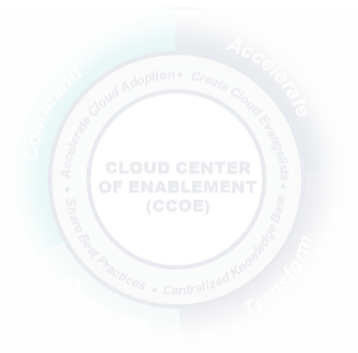 Command
Accelerate
Transform
Accelerate Cloud Adoption • Create Cloud Evangelists • Centralized Knowledge Base • Share Best Practices •
CLOUD CENTER
OF ENABLEMENT
(CCOE)